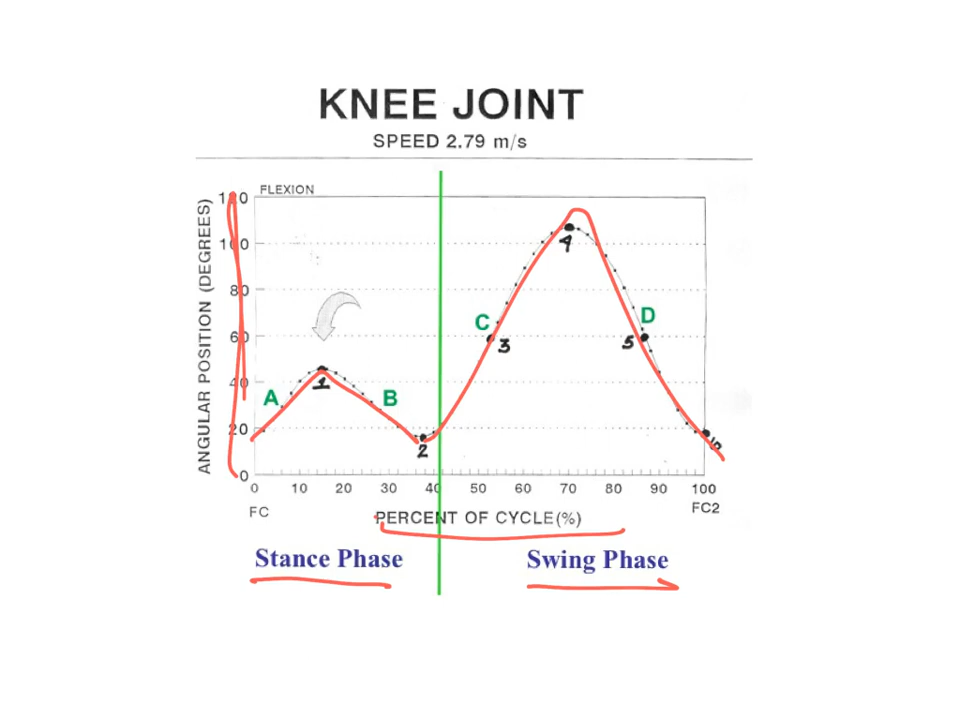 KNEE JOINT
SPEED 2.79 m/s
FLEXION
ANGULAR POSITION (DEGREES)
120
100
80
60
40
20
0
A
1
B
2
C
3
4
D
5
0 10 20 30 40 50 60 70 80 90 100
FC
FC2
PERCENT OF CYCLE(%)
Stance Phase
Swing Phase